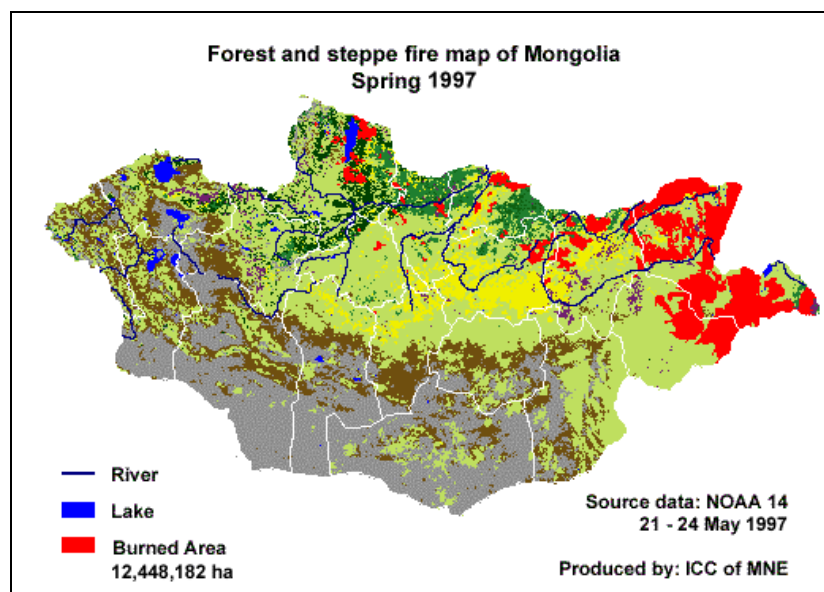 Forest and steppe fire map of Mongolia
Spring 1997
River
Lake
Burned Area
12,448,182 ha
Source data: NOAA 14
21 - 24 May 1997
Produced by: ICC of MNE